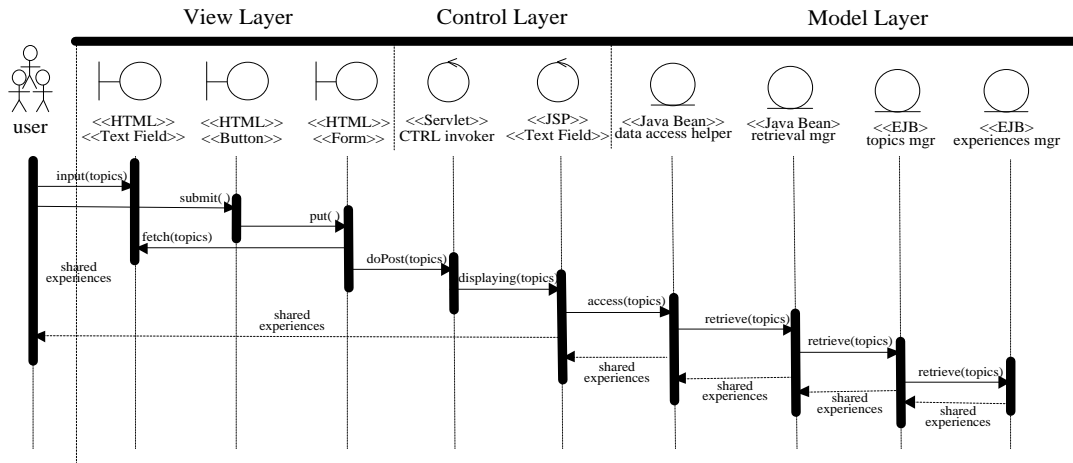 View Layer
Control Layer
Model Layer
user
<<HTML>>
<<Text Field>>
<<HTML>>
<<Button>>
<<HTML>>
<<Form>>
<<Servlet>>
CTRL invoker
<<JSP>>
<<Text Field>>
<<Java Bean>>
data access helper
<<Java Bean>>
retrieval mgr
<<EJB>>
topics mgr
<<EJB>>
experiences mgr
input(topics)
submit( )
put( )
fetch(topics)
doPost(topics)
shared
experiences
displaying(topics)
access(topics)
shared
experiences
retrieve(topics)
retrieve(topics)
shared
experiences
retrieve(topics)
shared
experiences
shared
experiences
shared
experiences